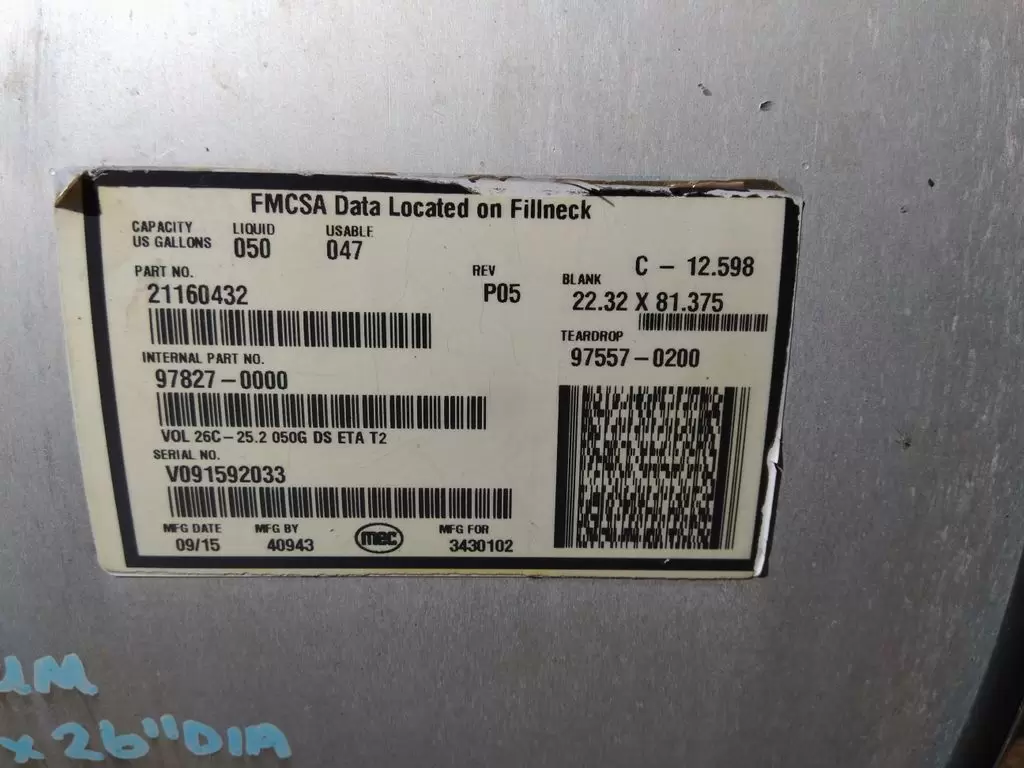 FMCSA Data Located on Fillneck
CAPACITY US GALLONS
LIQUID 050
USABLE 047
PART NO.
21160432
REV
P05
C - 12.598
BLANK
22.32 X 81.375
TEARDROP
97557-0200
INTERNAL PART NO.
97827-0000
VOL 26C-25.2 050G DS ETA T2
SERIAL NO.
V091592033
MFG DATE
09/15
MFG BY
40943
mec
MFG FOR
3430102
x 26" DIA